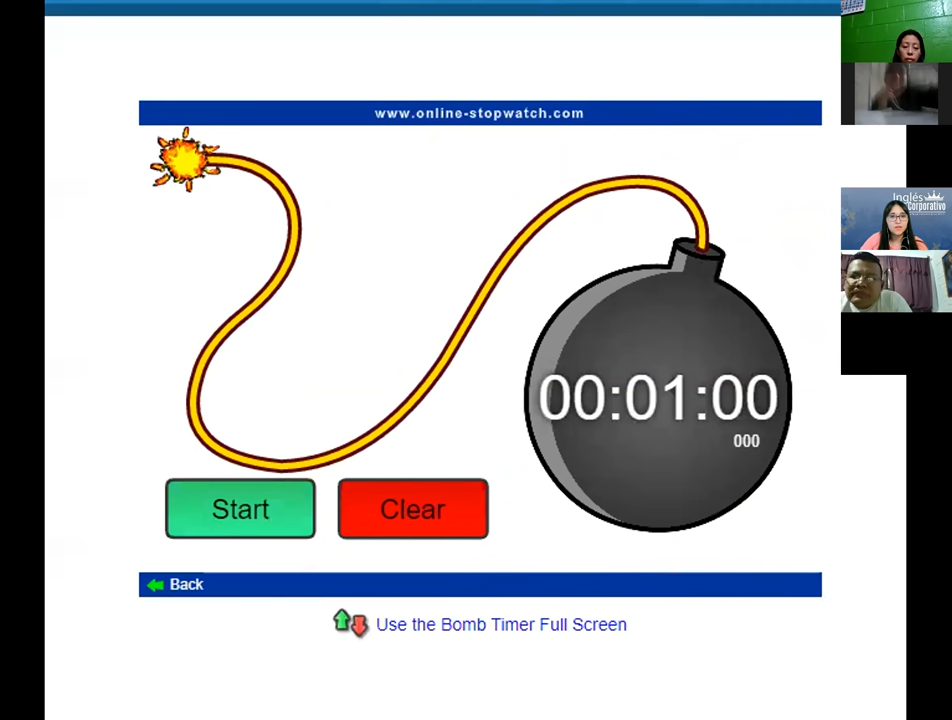 www.online-stopwatch.com
Inglés
Corporativo
00:01:00
000
Start
Clear
Back
Use the Bomb Timer Full Screen